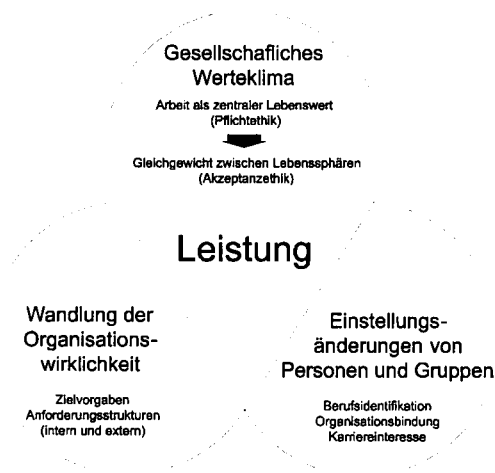 Gesellschaftliches
Werteklima
Arbeit als zentraler Lebenswert
(Pflichtethik)
Gleichgewicht zwischen Lebenssphären
(Akzeptanzethik)
Leistung
Wandlung der
Organisations-
wirklichkeit
Zielvorgaben
Anforderungsstrukturen
(intern und extern)
Einstellungs-
änderungen von
Personen und Gruppen
Berufsidentifikation
Organisationsbindung
Karriereinteresse